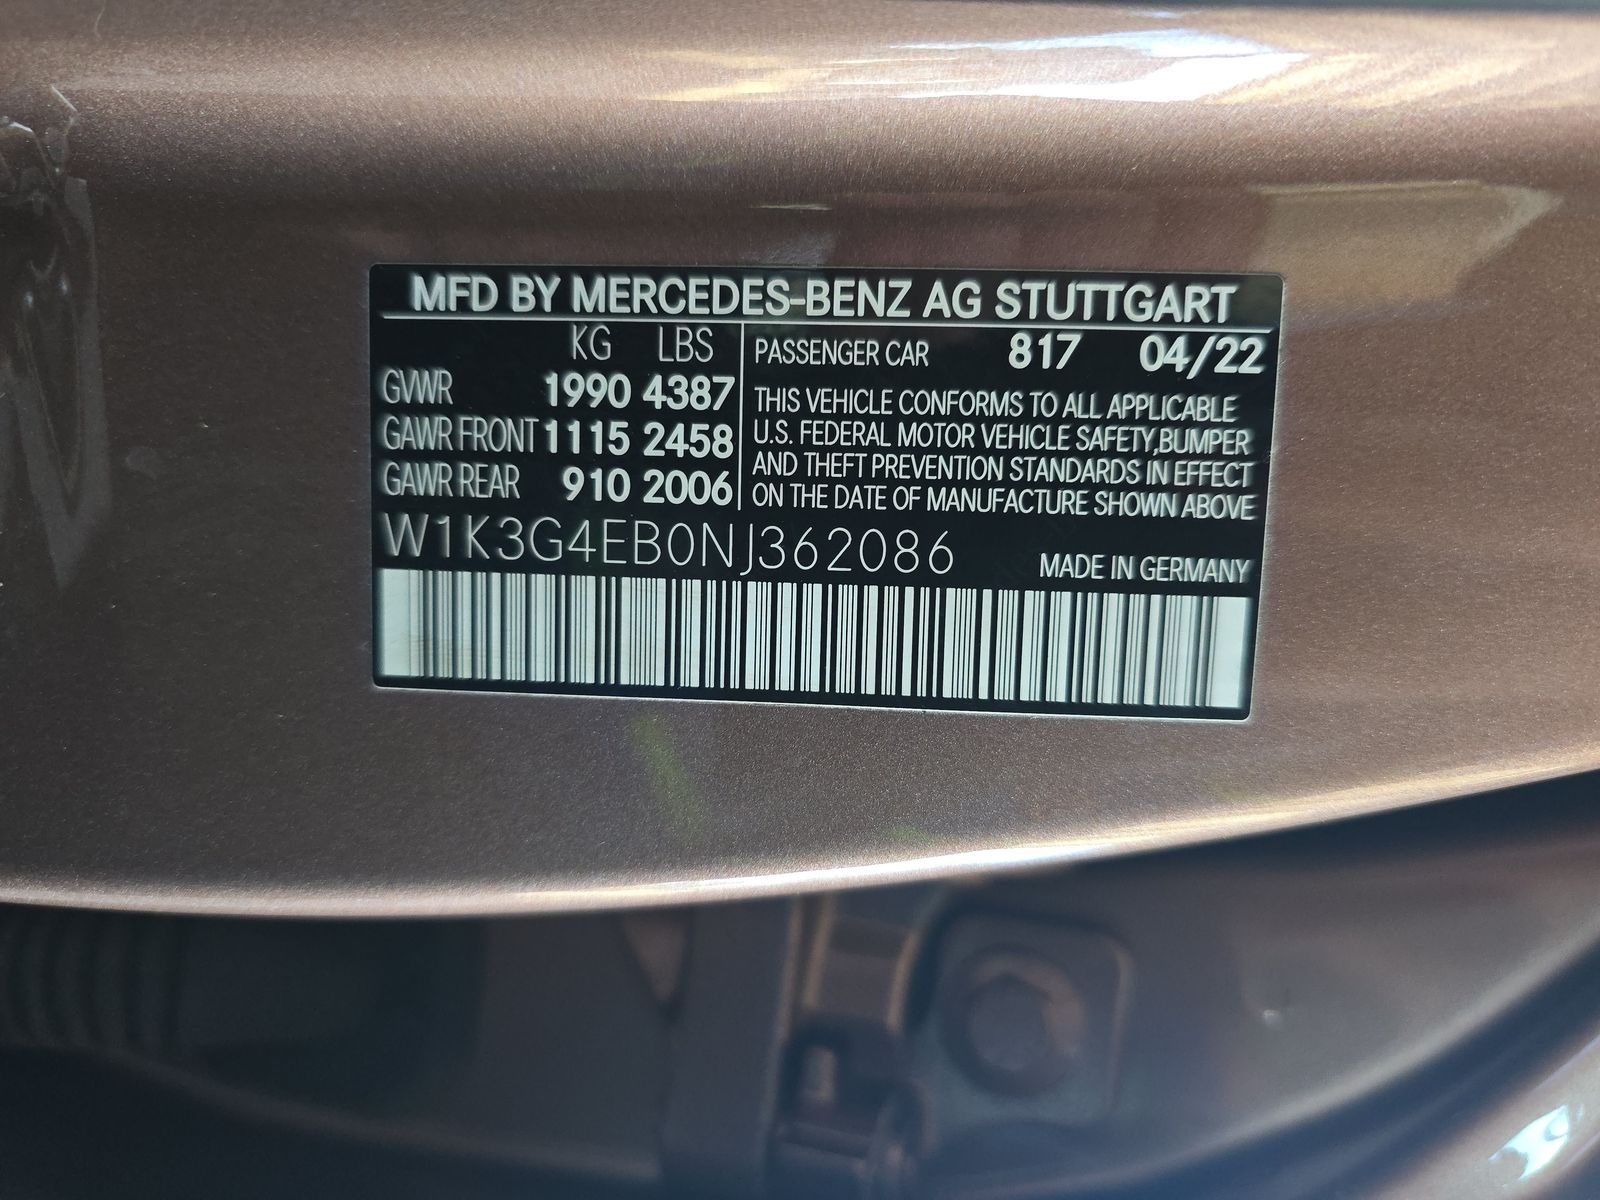 MFD BY MERCEDES-BENZ AG STUTTGART
KG LBS
GVWR 1990 4387
GAWR FRONT 1115 2458
GAWR REAR 910 2006
PASSENGER CAR 817 04/22
THIS VEHICLE CONFORMS TO ALL APPLICABLE
U.S. FEDERAL MOTOR VEHICLE SAFETY,BUMPER
AND THEFT PREVENTION STANDARDS IN EFFECT
ON THE DATE OF MANUFACTURE SHOWN ABOVE
W1K3G4EB0NJ362086
MADE IN GERMANY